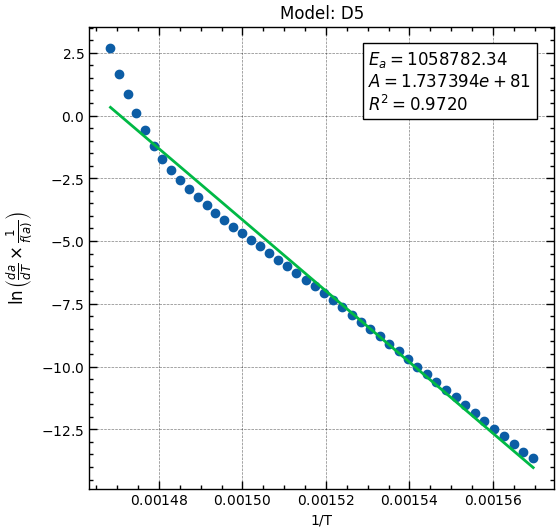 Model: D5
E_a = 1058782.34
A = 1.737394e + 81
R^2 = 0.9720
2.5
0.0
−2.5
−5.0
−7.5
−10.0
−12.5
ln (da/dT × 1/f(a))
0.00148 0.00150 0.00152 0.00154 0.00156
1/T